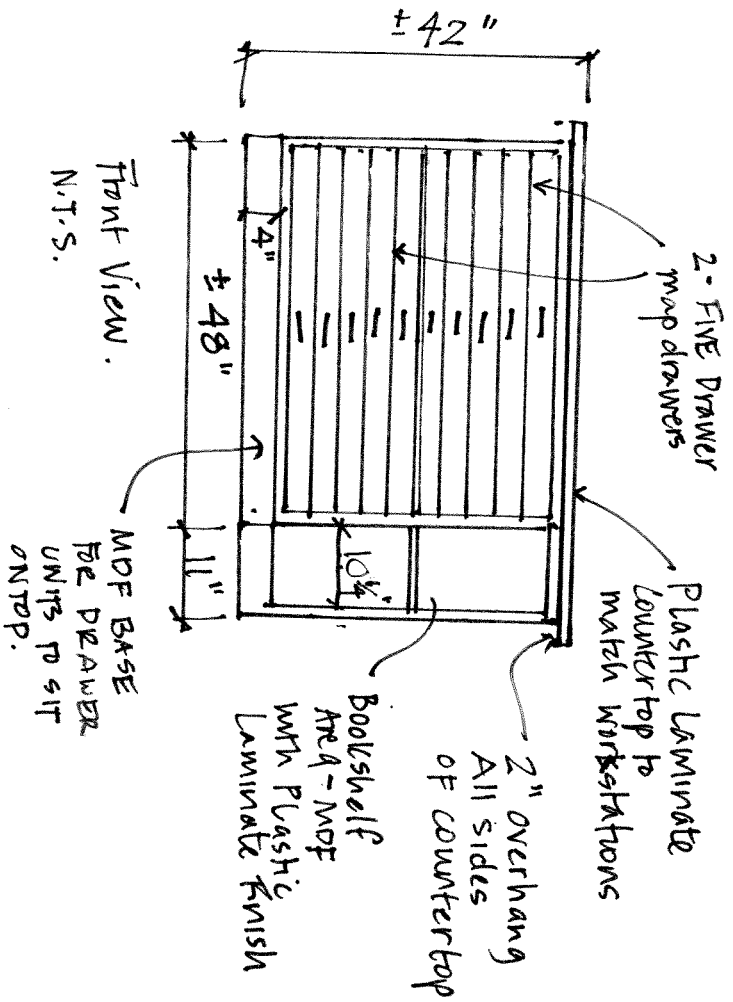 2- FIVE Drawer
map drawers
Plastic Laminate
Countertop to
match workstations
2" overhang
All sides
of countertop
Bookshelf
Area - MDF
with Plastic
Laminate Finish
± 42"
4"
10 1/4"
± 48"
11"
MDF BASE
FOR DRAWER
UNITS TO SIT
ON TOP.
Front View.
N.T.S.